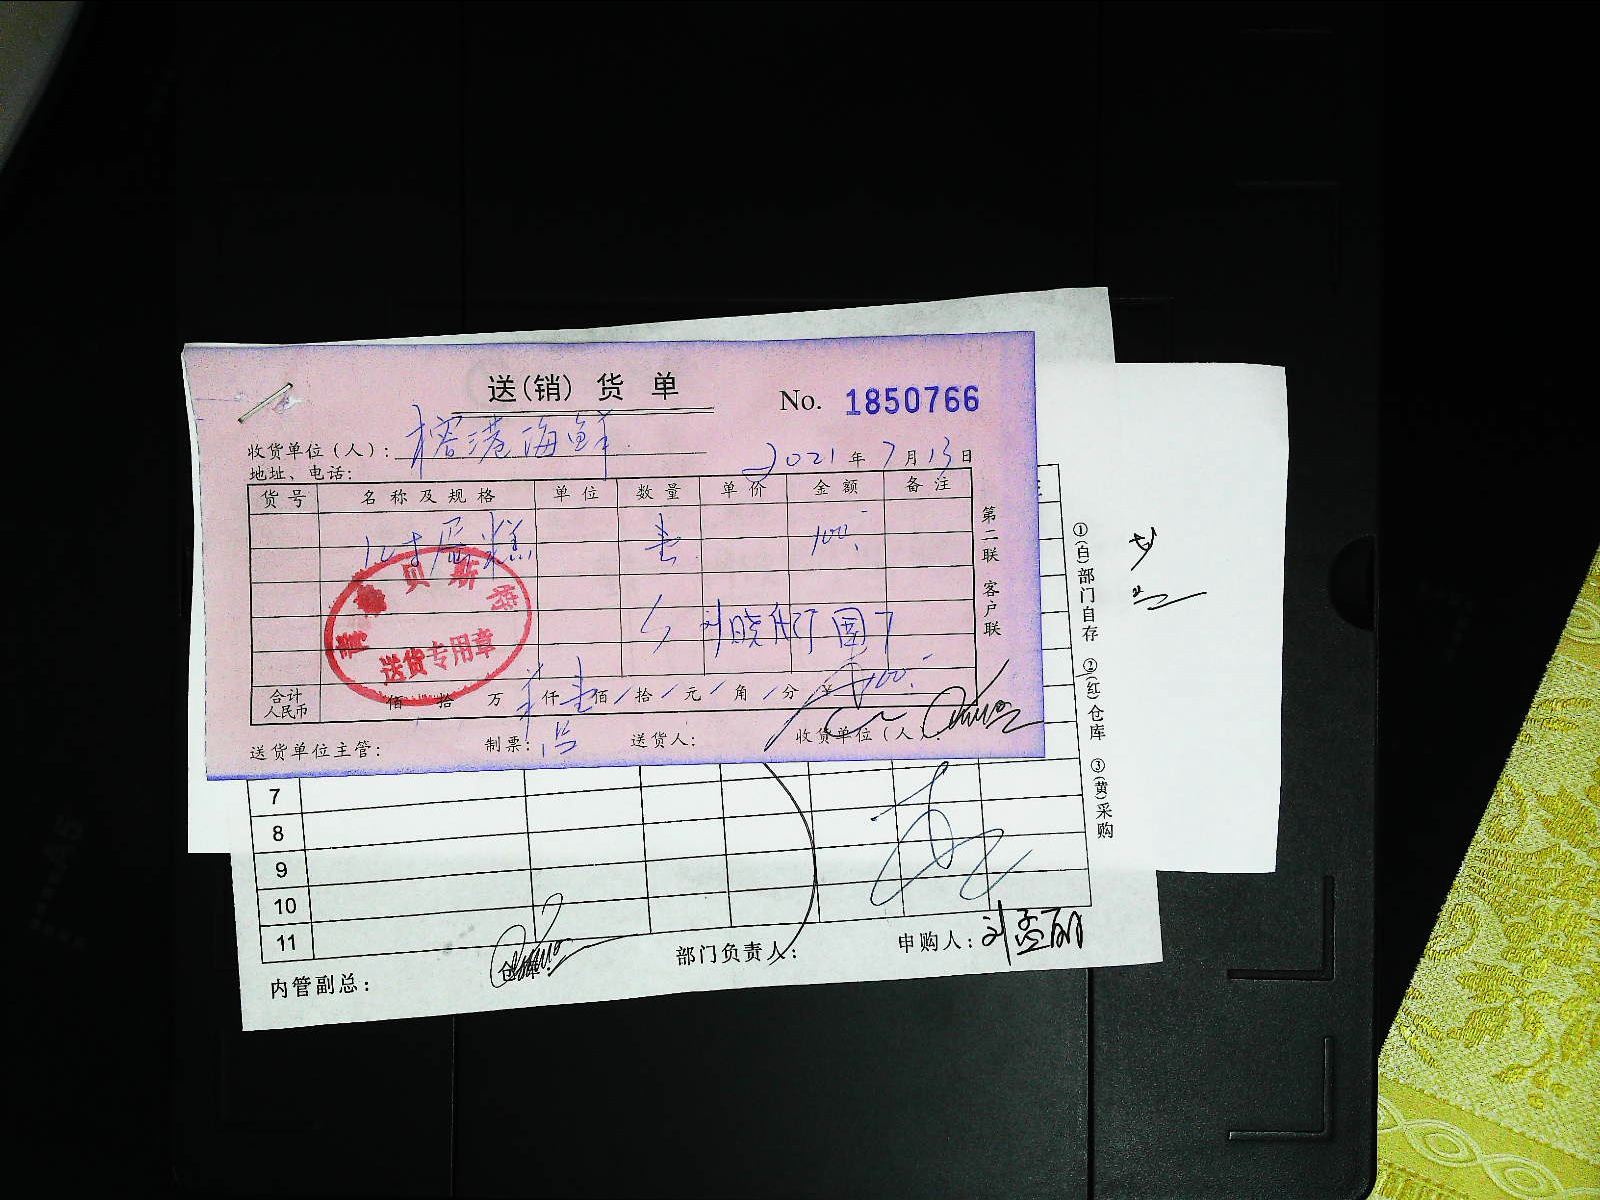 送(销) 货 单
No. 1850766
收货单位(人): 榕港海鲜
地址、电话:
2021 年 7 月 13 日
货号 名称及规格 单位 数量 单价 金额 备注
寸蛋糕 壹 100.-
贝斯
送货专用章
合计人民币 佰 拾 万 仟 壹佰 / 拾 / 元 / 角 / 分 ¥ 100.-
送货单位主管: 制票: 送货人: 收货单位(人)
第二联 客户联
①(白)部门自存 ②(红)仓库 ③(黄)采购
7
8
9
10
11
内管副总: 部门负责人: 申购人: 刘孟丽